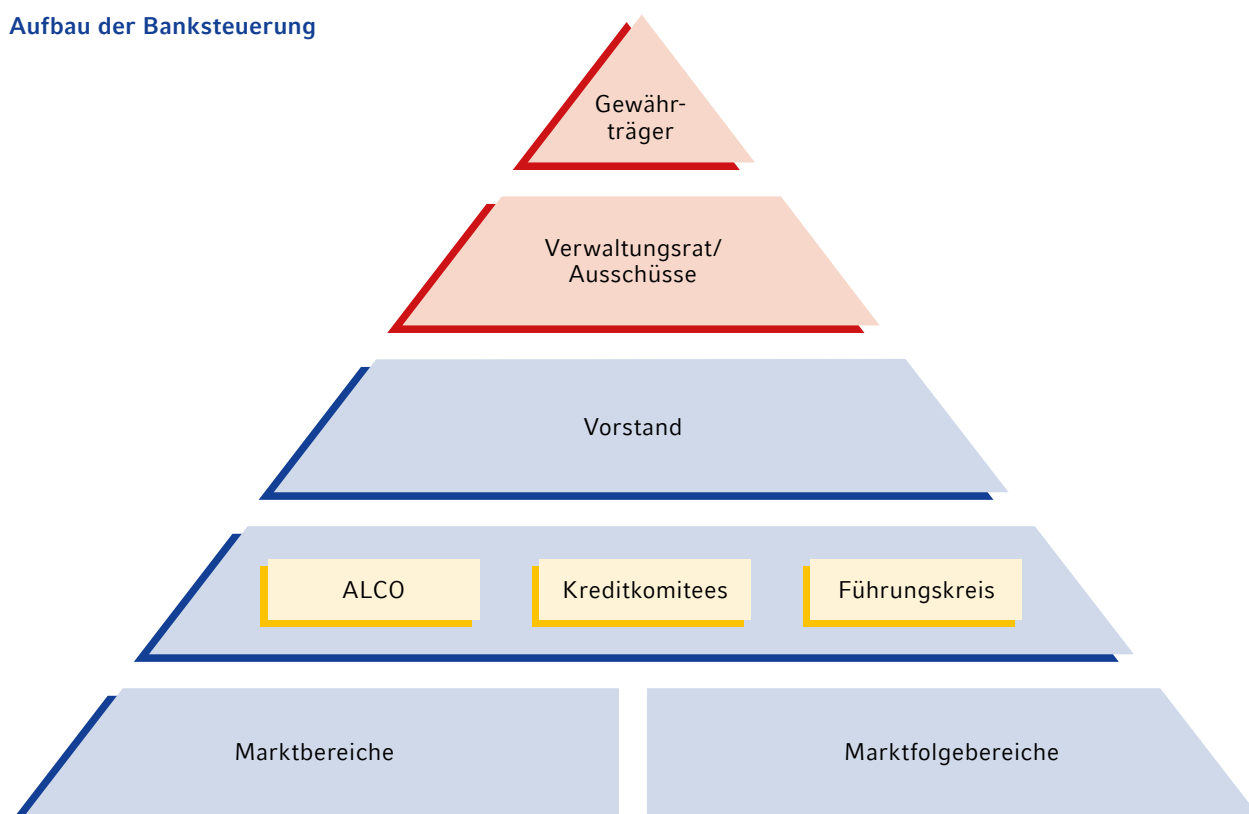 Aufbau der Banksteuerung
Gewähr-
träger
Verwaltungsrat/
Ausschüsse
Vorstand
ALCO
Kreditkomitees
Führungskreis
Marktbereiche
Marktfolgebereiche